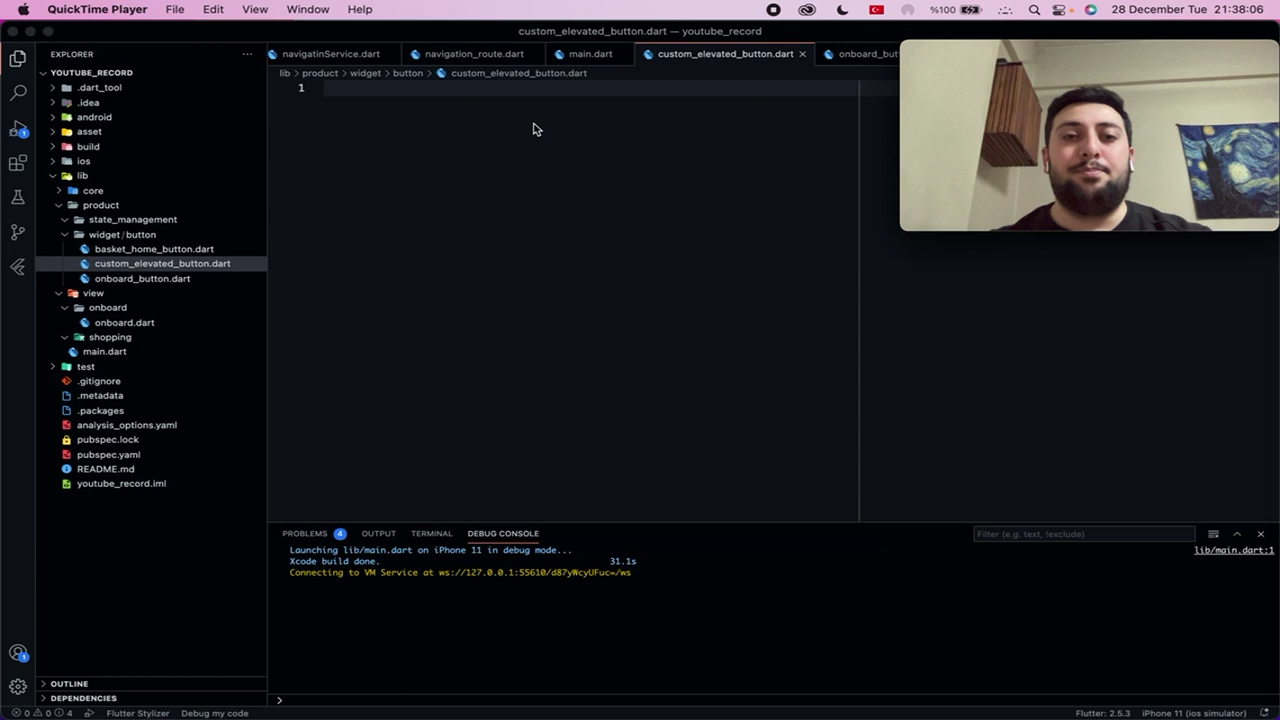 QuickTime Player File Edit View Window Help %100 28 December Tue 21:38:06
custom_elevated_button.dart — youtube_record
EXPLORER
navigatinService.dart navigation_route.dart main.dart custom_elevated_button.dart onboard_but
lib product widget button custom_elevated_button.dart
1
YOUTUBE_RECORD
.dart_tool
.idea
android
asset
build
ios
lib
core
product
state_management
widget / button
basket_home_button.dart
custom_elevated_button.dart
onboard_button.dart
view
onboard
onboard.dart
shopping
main.dart
test
.gitignore
.metadata
.packages
analysis_options.yaml
pubspec.lock
pubspec.yaml
README.md
youtube_record.iml
OUTLINE
DEPENDENCIES
PROBLEMS 4 OUTPUT TERMINAL DEBUG CONSOLE Filter (e.g. text, !exclude)
Launching lib/main.dart on iPhone 11 in debug mode... lib/main.dart:1
Xcode build done. 31.1s
Connecting to VM Service at ws://127.0.0.1:55610/d87yWcyUFuc=/ws
1
1
0 0 4 Flutter Stylizer Debug my code Flutter: 2.5.3 iPhone 11 (ios simulator)